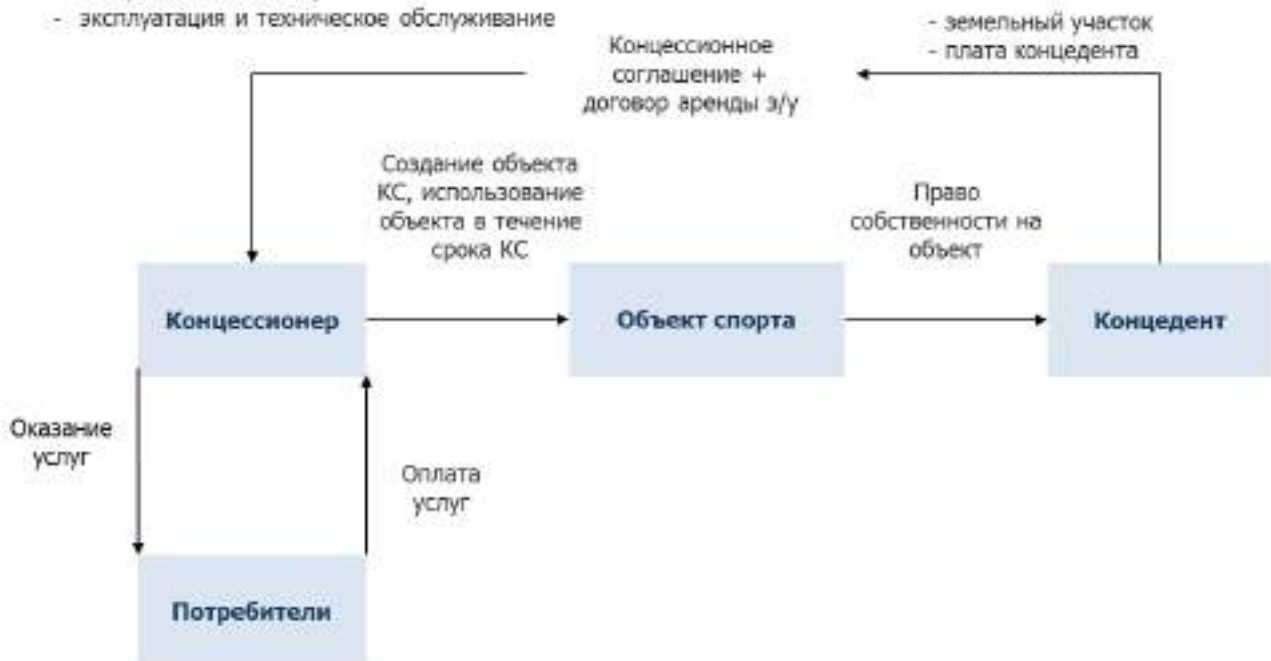 - эксплуатация и техническое обслуживание
- земельный участок
- плата концедента
Концессионное
соглашение +
договор аренды з/у
Создание объекта
КС, использование
объекта в течение
срока КС
Право
собственности на
объект
Концессионер
Объект спорта
Концедент
Оказание
услуг
Оплата
услуг
Потребители